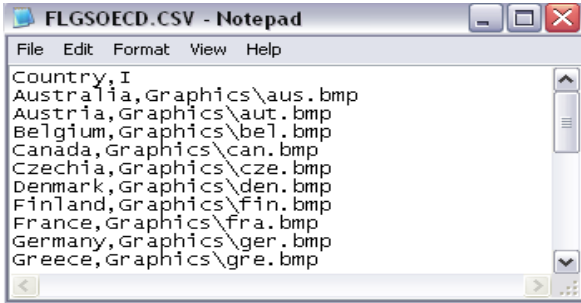 FLGSOECD.CSV - Notepad
File Edit Format View Help
Country,I
Australia,Graphics\aus.bmp
Austria,Graphics\aut.bmp
Belgium,Graphics\bel.bmp
Canada,Graphics\can.bmp
Czechia,Graphics\cze.bmp
Denmark,Graphics\den.bmp
Finland,Graphics\fin.bmp
France,Graphics\fra.bmp
Germany,Graphics\ger.bmp
Greece,Graphics\gre.bmp